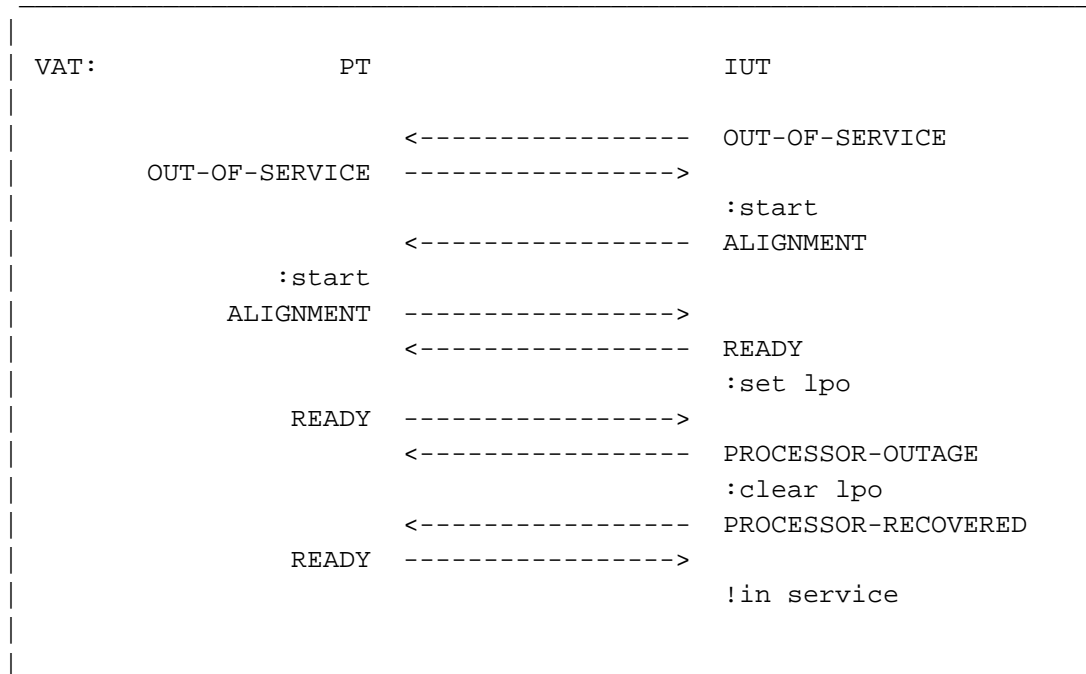 VAT: PT IUT
<----------------- OUT-OF-SERVICE
OUT-OF-SERVICE ----------------->
:start
<----------------- ALIGNMENT
:start
ALIGNMENT ----------------->
<----------------- READY
:set lpo
READY ----------------->
<----------------- PROCESSOR-OUTAGE
:clear lpo
<----------------- PROCESSOR-RECOVERED
READY ----------------->
!in service